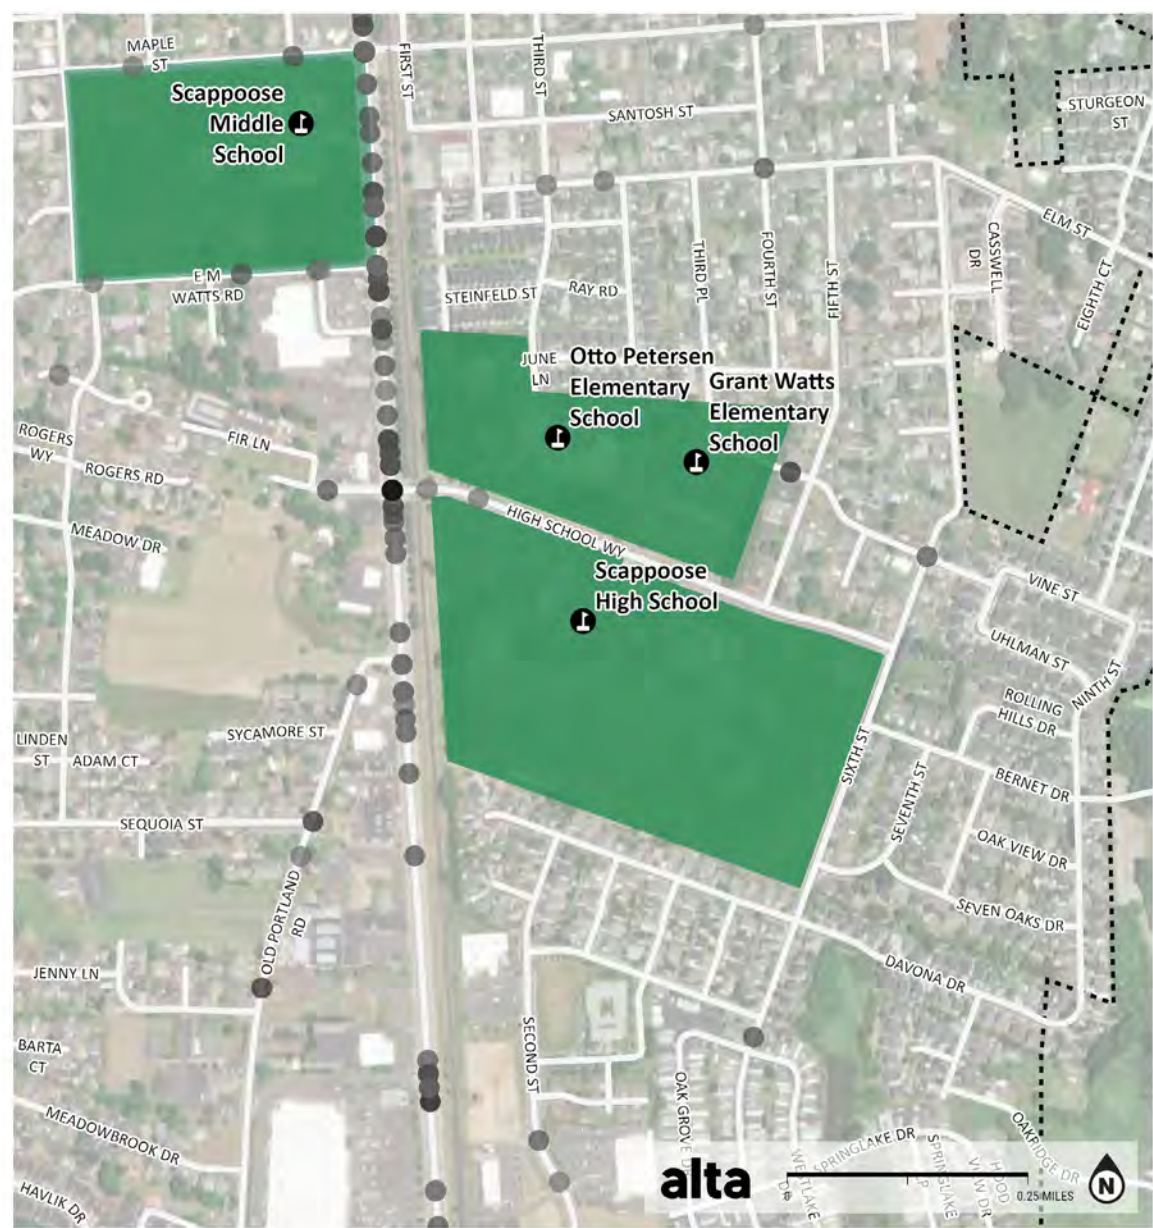 MAPLE
ST
FIRST ST
THIRD ST
SANTOSH ST
STURGEON
ST
Scappoose
Middle
School
ELM ST
CASSWELL
DR
EIGHTH CT
THIRD PL
FOURTH ST
FIFTH ST
E M
WATTS RD
STEINFELD ST
RAY RD
JUNE
LN
Otto Petersen
Elementary
School
Grant Watts
Elementary
School
ROGERS
WY
FIR LN
ROGERS RD
MEADOW DR
HIGH SCHOOL WY
Scappoose
High School
VINE ST
UHLMAN ST
NINTH ST
ROLLING
HILLS DR
LINDEN
ST
ADAM CT
SYCAMORE ST
SIXTH ST
SEVENTH ST
BERNET DR
SEQUOIA ST
OAK VIEW DR
SEVEN OAKS DR
OLD PORTLAND
RD
JENNY LN
DAVONA DR
SECOND ST
BARTA
CT
MEADOWBROOK DR
HAVLIK DR
OAK GROVE
OAKRIDGE DR
SPRINGLAKE DR
SPRINGLAKE
HOOD
VIEW DR
alta
0
0.25 MILES
N